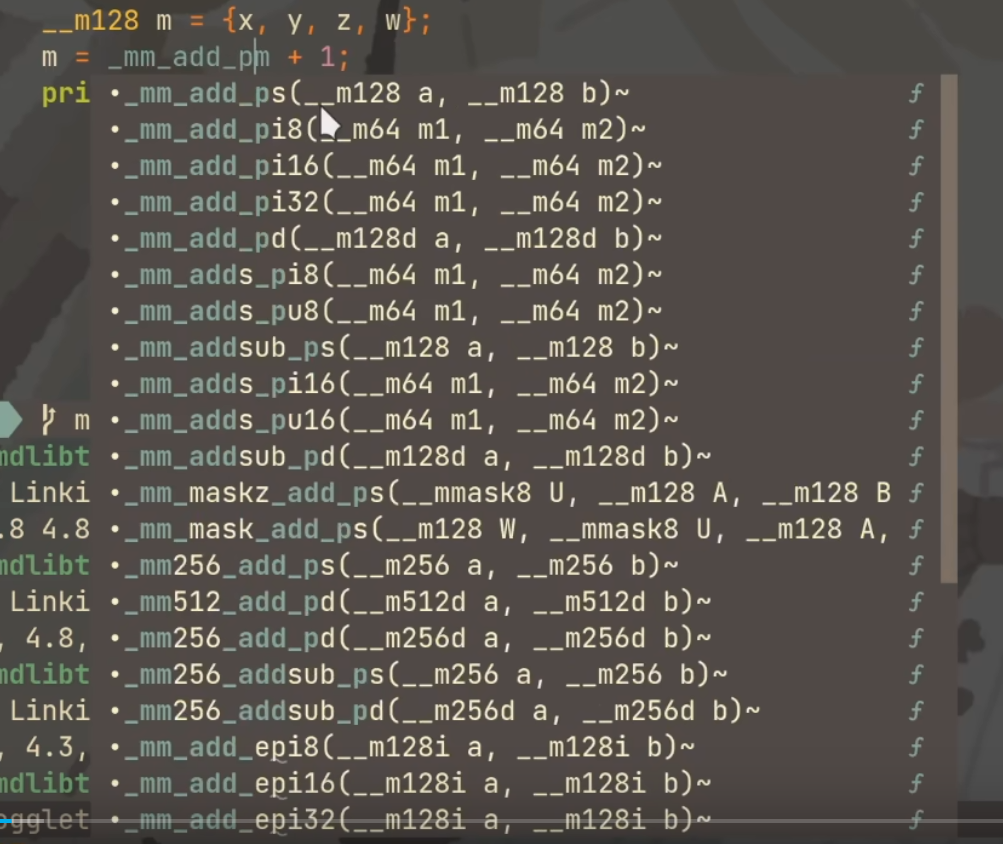 __m128 m = {x, y, z, w};
m = _mm_add_pm + 1;
pri •_mm_add_ps(__m128 a, __m128 b)~ ƒ
•_mm_add_pi8(__m64 m1, __m64 m2)~ ƒ
•_mm_add_pi16(__m64 m1, __m64 m2)~ ƒ
•_mm_add_pi32(__m64 m1, __m64 m2)~ ƒ
•_mm_add_pd(__m128d a, __m128d b)~ ƒ
•_mm_adds_pi8(__m64 m1, __m64 m2)~ ƒ
•_mm_adds_pu8(__m64 m1, __m64 m2)~ ƒ
•_mm_addsub_ps(__m128 a, __m128 b)~ ƒ
•_mm_adds_pi16(__m64 m1, __m64 m2)~ ƒ
m •_mm_adds_pu16(__m64 m1, __m64 m2)~ ƒ
mdlibt •_mm_addsub_pd(__m128d a, __m128d b)~ ƒ
Linki •_mm_maskz_add_ps(__mmask8 U, __m128 A, __m128 B ƒ
.8 4.8 •_mm_mask_add_ps(__m128 W, __mmask8 U, __m128 A, ƒ
mdlibt •_mm256_add_ps(__m256 a, __m256 b)~ ƒ
Linki •_mm512_add_pd(__m512d a, __m512d b)~ ƒ
, 4.8, •_mm256_add_pd(__m256d a, __m256d b)~ ƒ
mdlibt •_mm256_addsub_ps(__m256 a, __m256 b)~ ƒ
Linki •_mm256_addsub_pd(__m256d a, __m256d b)~ ƒ
, 4.3, •_mm_add_epi8(__m128i a, __m128i b)~ ƒ
mdlibt •_mm_add_epi16(__m128i a, __m128i b)~ ƒ
ogglet •_mm_add_epi32(__m128i a, __m128i b)~ ƒ